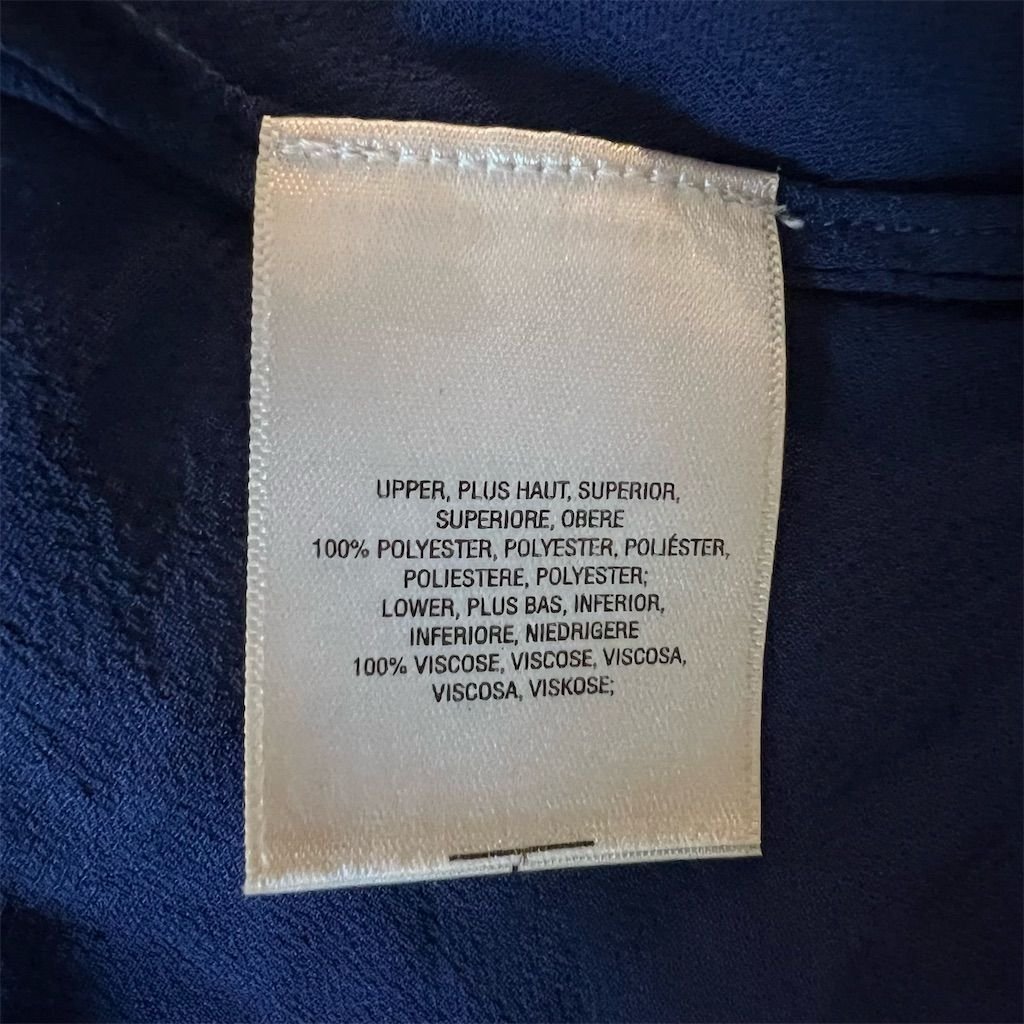 UPPER, PLUS HAUT, SUPERIOR,
SUPERIORE, OBERE
100% POLYESTER, POLYESTER, POLIÉSTER,
POLIESTERE, POLYESTER;
LOWER, PLUS BAS, INFERIOR,
INFERIORE, NIEDRIGERE
100% VISCOSE, VISCOSE, VISCOSA,
VISCOSA, VISKOSE;